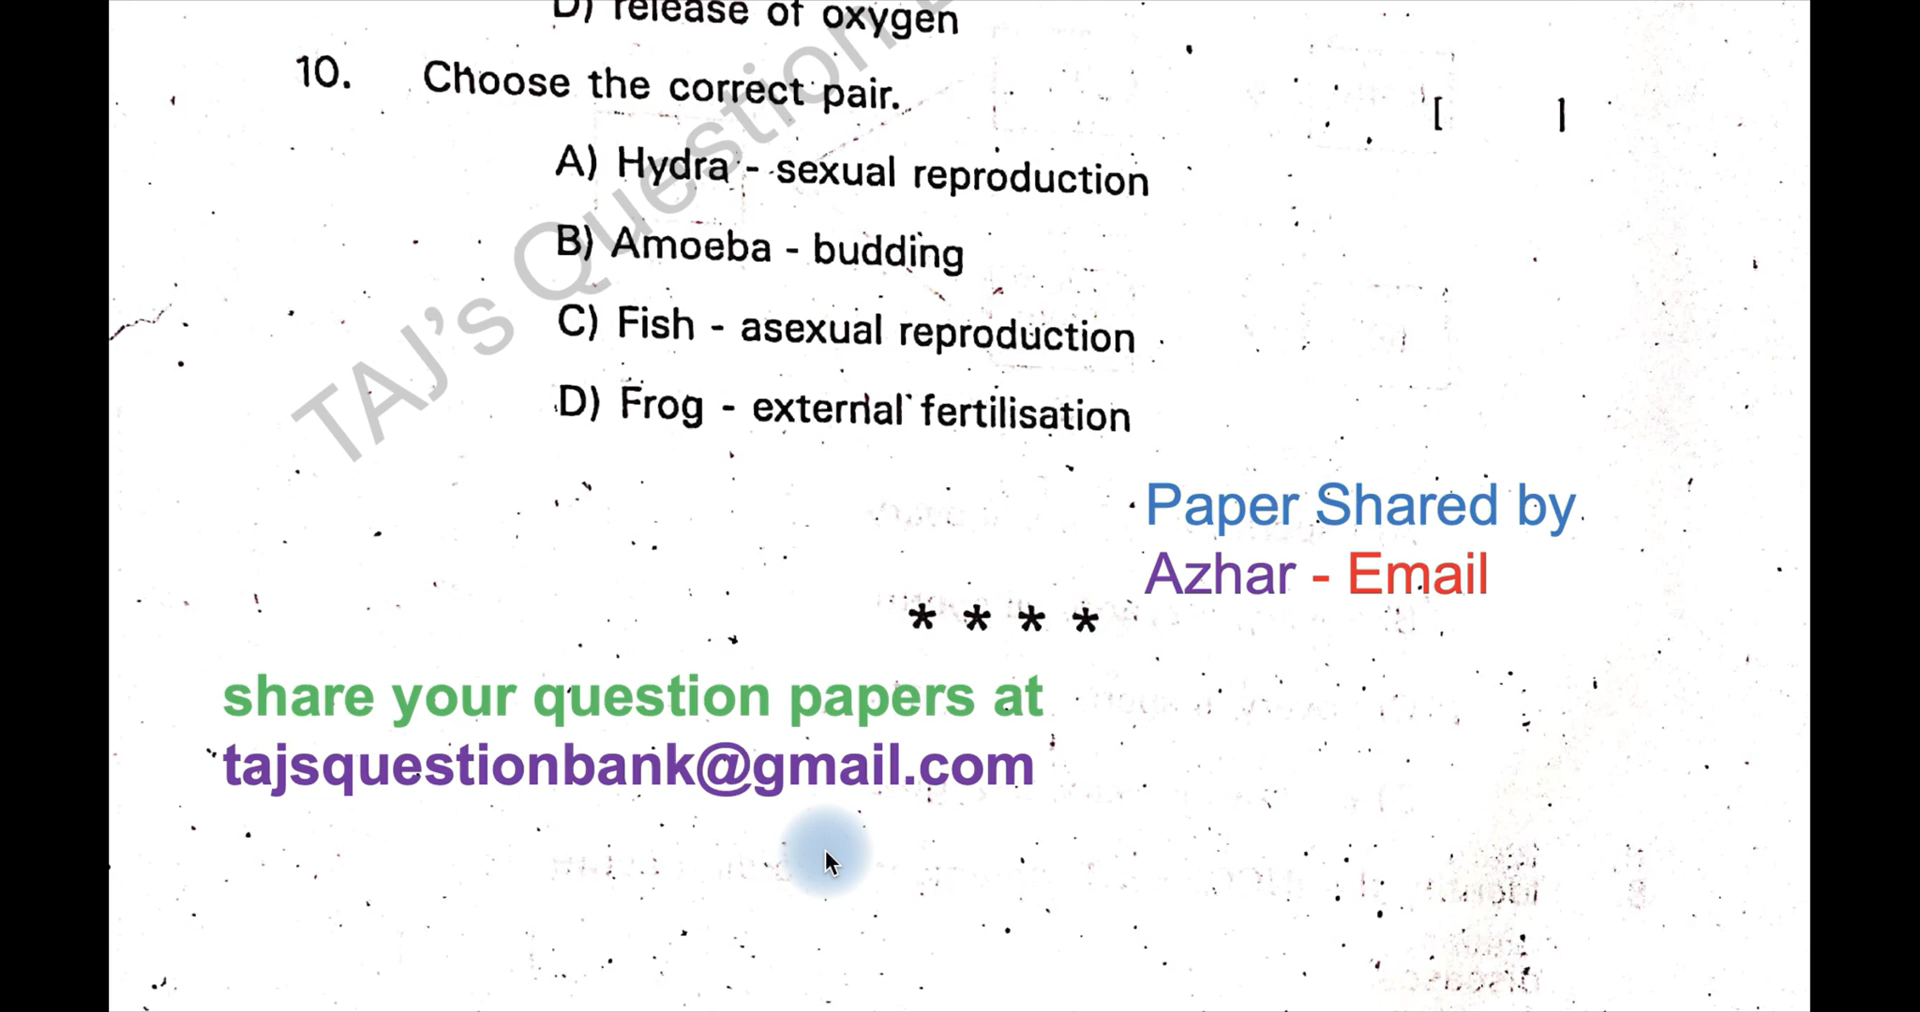 D) release of oxygen
10. Choose the correct pair. [ ]
A) Hydra - sexual reproduction
B) Amoeba - budding
C) Fish - asexual reproduction
D) Frog - external fertilisation
TAJ's Question
Paper Shared by
Azhar - Email
* * * *
share your question papers at
tajsquestionbank@gmail.com